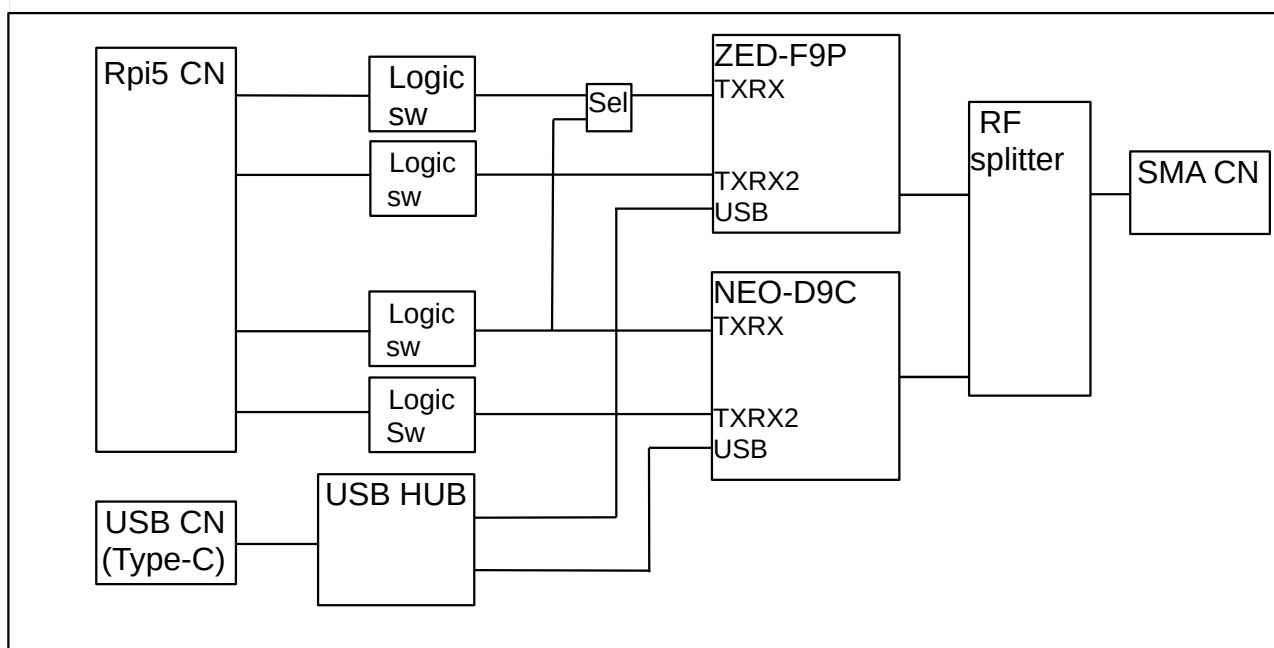 Rpi5 CN
Logic
sw
Sel
ZED-F9P
TXRX
TXRX2
USB
Logic
sw
RF
splitter
SMA CN
Logic
sw
NEO-D9C
TXRX
TXRX2
USB
Logic
Sw
USB HUB
USB CN
(Type-C)